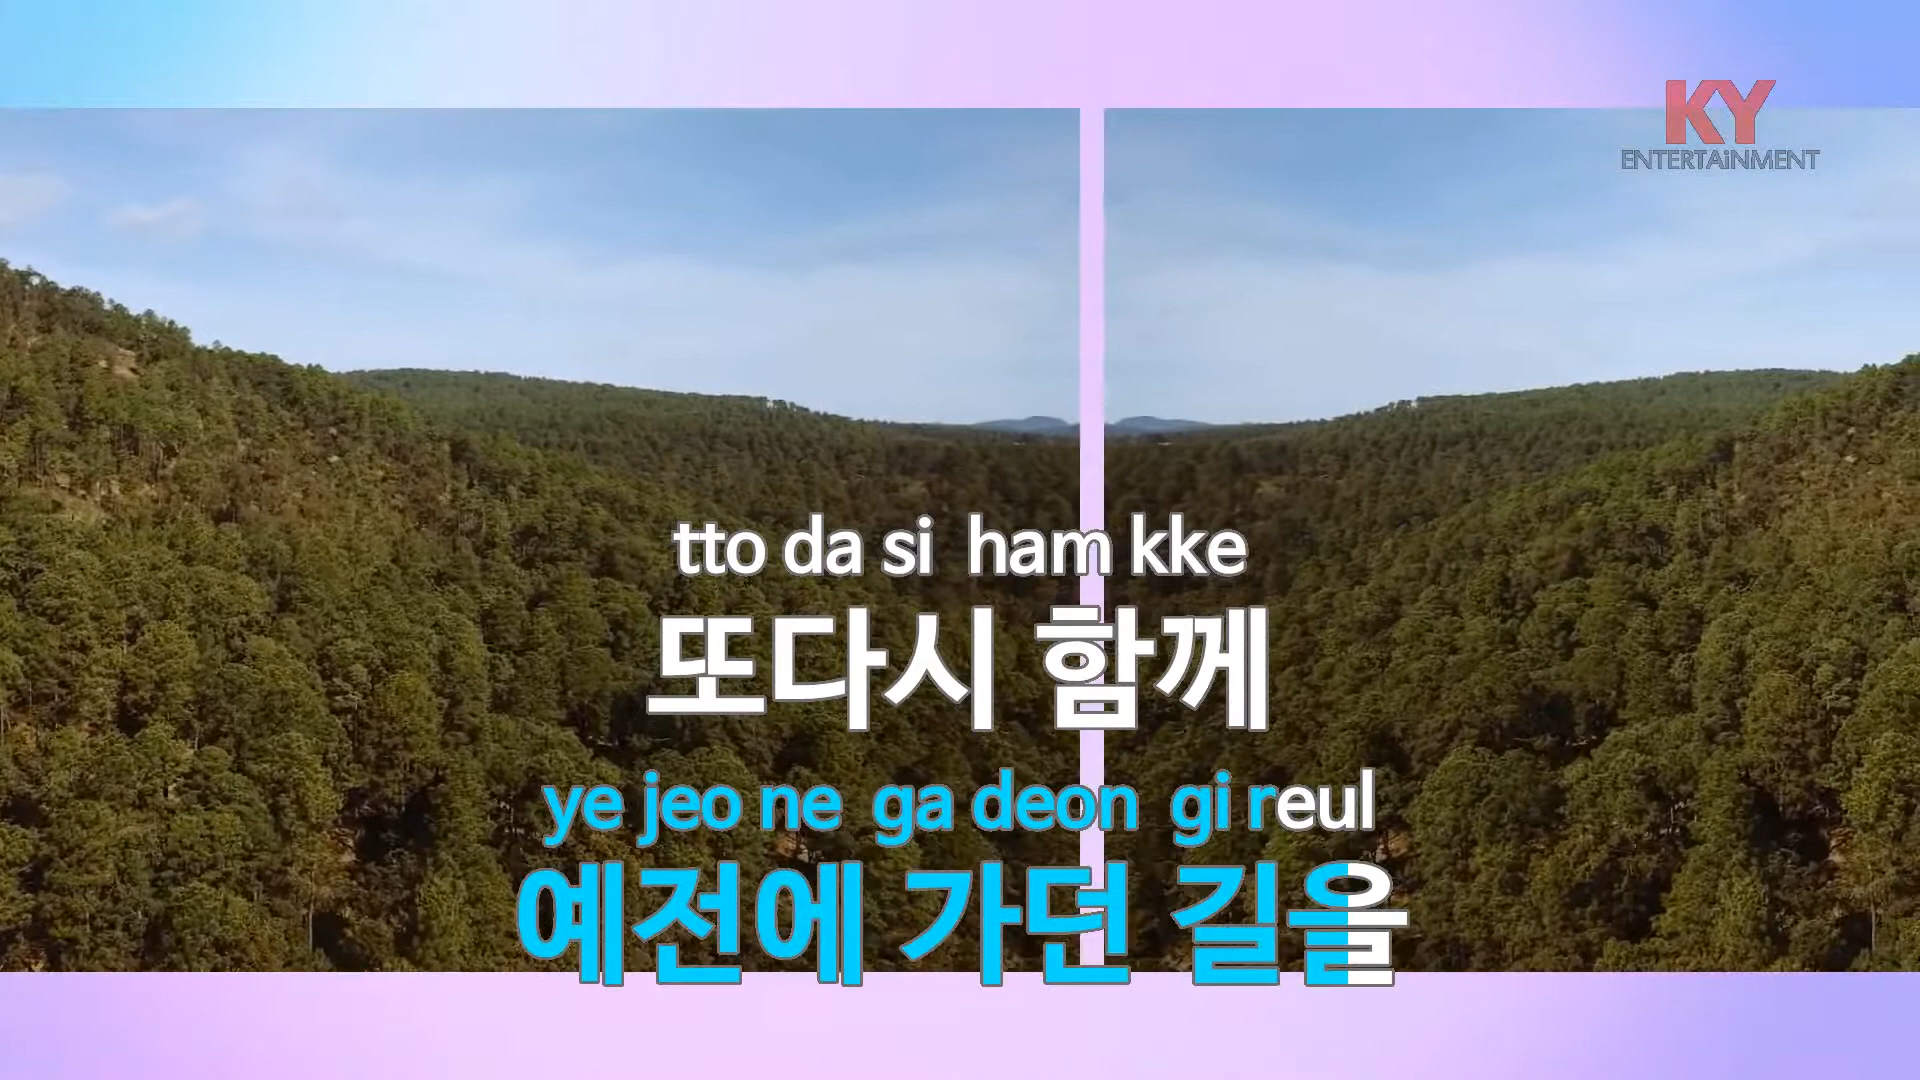 KY
ENTERTAiNMENT
tto da si ham kke
또다시 함께
ye jeo ne ga deon gi reul
예전에 가던 길을